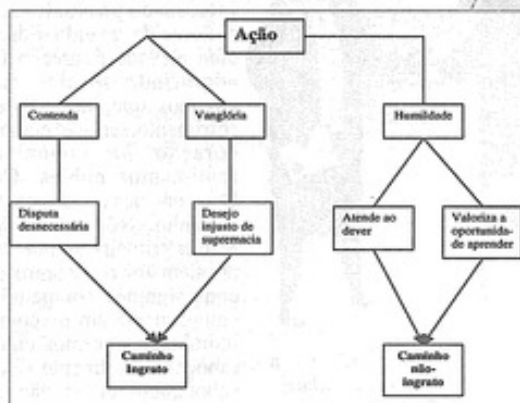 Ação
Contenda
Vanglória
Humildade
Disputa
desnecessária
Desejo
injusto de
supremacia
Atende ao
dever
Valoriza a
oportunida-
de aprender
Caminho
Ingrato
Caminho
não-
ingrato